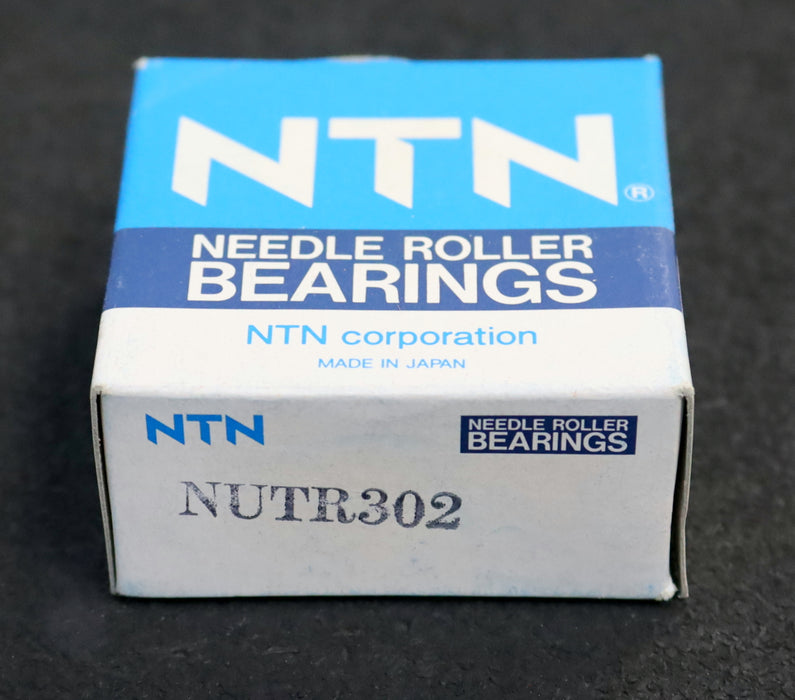 NTN ®
NEEDLE ROLLER
BEARINGS
NTN corporation
MADE IN JAPAN
NTN
NEEDLE ROLLER
BEARINGS
NUTR302